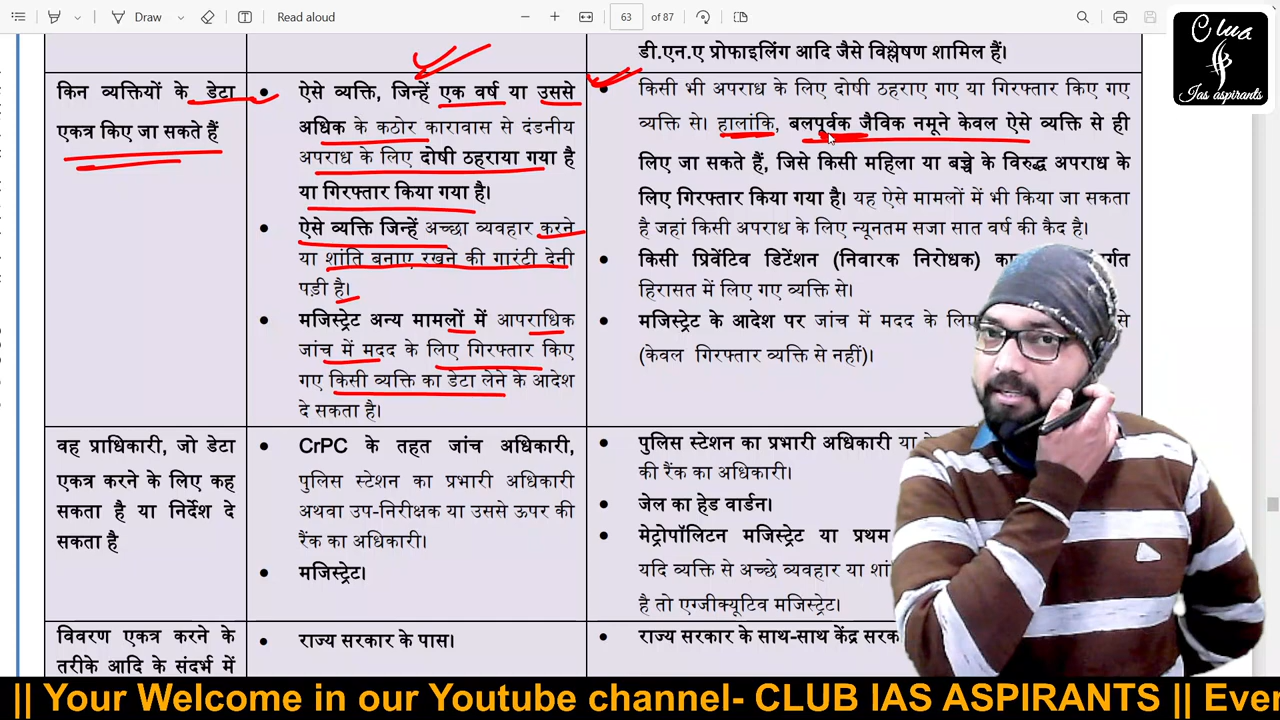 Draw
Read aloud
63 of 87
Clua
Ias aspirants
डी.एन.ए प्रोफाइलिंग आदि जैसे विश्लेषण शामिल हैं।
किन व्यक्तियों के डेटा
एकत्र किए जा सकते हैं
ऐसे व्यक्ति, जिन्हें एक वर्ष या उससे
अधिक के कठोर कारावास से दंडनीय
अपराध के लिए दोषी ठहराया गया है
या गिरफ्तार किया गया है।
ऐसे व्यक्ति जिन्हें अच्छा व्यवहार करने
या शांति बनाए रखने की गारंटी देनी
पड़ी है।
मजिस्ट्रेट अन्य मामलों में आपराधिक
जांच में मदद के लिए गिरफ्तार किए
गए किसी व्यक्ति का डेटा लेने के आदेश
दे सकता है।
किसी भी अपराध के लिए दोषी ठहराए गए या गिरफ्तार किए गए
व्यक्ति से। हालांकि, बलपूर्वक जैविक नमूने केवल ऐसे व्यक्ति से ही
लिए जा सकते हैं, जिसे किसी महिला या बच्चे के विरुद्ध अपराध के
लिए गिरफ्तार किया गया है। यह ऐसे मामलों में भी किया जा सकता
है जहां किसी अपराध के लिए न्यूनतम सजा सात वर्ष की कैद है।
किसी प्रिवेंटिव डिटेंशन (निवारक निरोधक)
हिरासत में लिए गए व्यक्ति से।
मजिस्ट्रेट के आदेश पर जांच में मदद के से
(केवल गिरफ्तार व्यक्ति से नहीं)।
वह प्राधिकारी, जो डेटा
एकत्र करने के लिए कह
सकता है या निर्देश दे
सकता है
CrPC के तहत जांच अधिकारी,
पुलिस स्टेशन का प्रभारी अधिकारी
अथवा उप-निरीक्षक या उससे ऊपर की
रैंक का अधिकारी।
मजिस्ट्रेट।
पुलिस स्टेशन का प्रभारी अधिकारी या
की रैंक का अधिकारी।
जेल का हेड वार्डन।
मेट्रोपॉलिटन मजिस्ट्रेट या प्रथम
यदि व्यक्ति से अच्छे व्यवहार या
है तो एग्जीक्यूटिव मजिस्ट्रेट।
विवरण एकत्र करने के
तरीके आदि के संदर्भ में
राज्य सरकार के पास।
राज्य सरकार के साथ-साथ केंद्र
|| Your Welcome in our Youtube channel- CLUB IAS ASPIRANTS ||